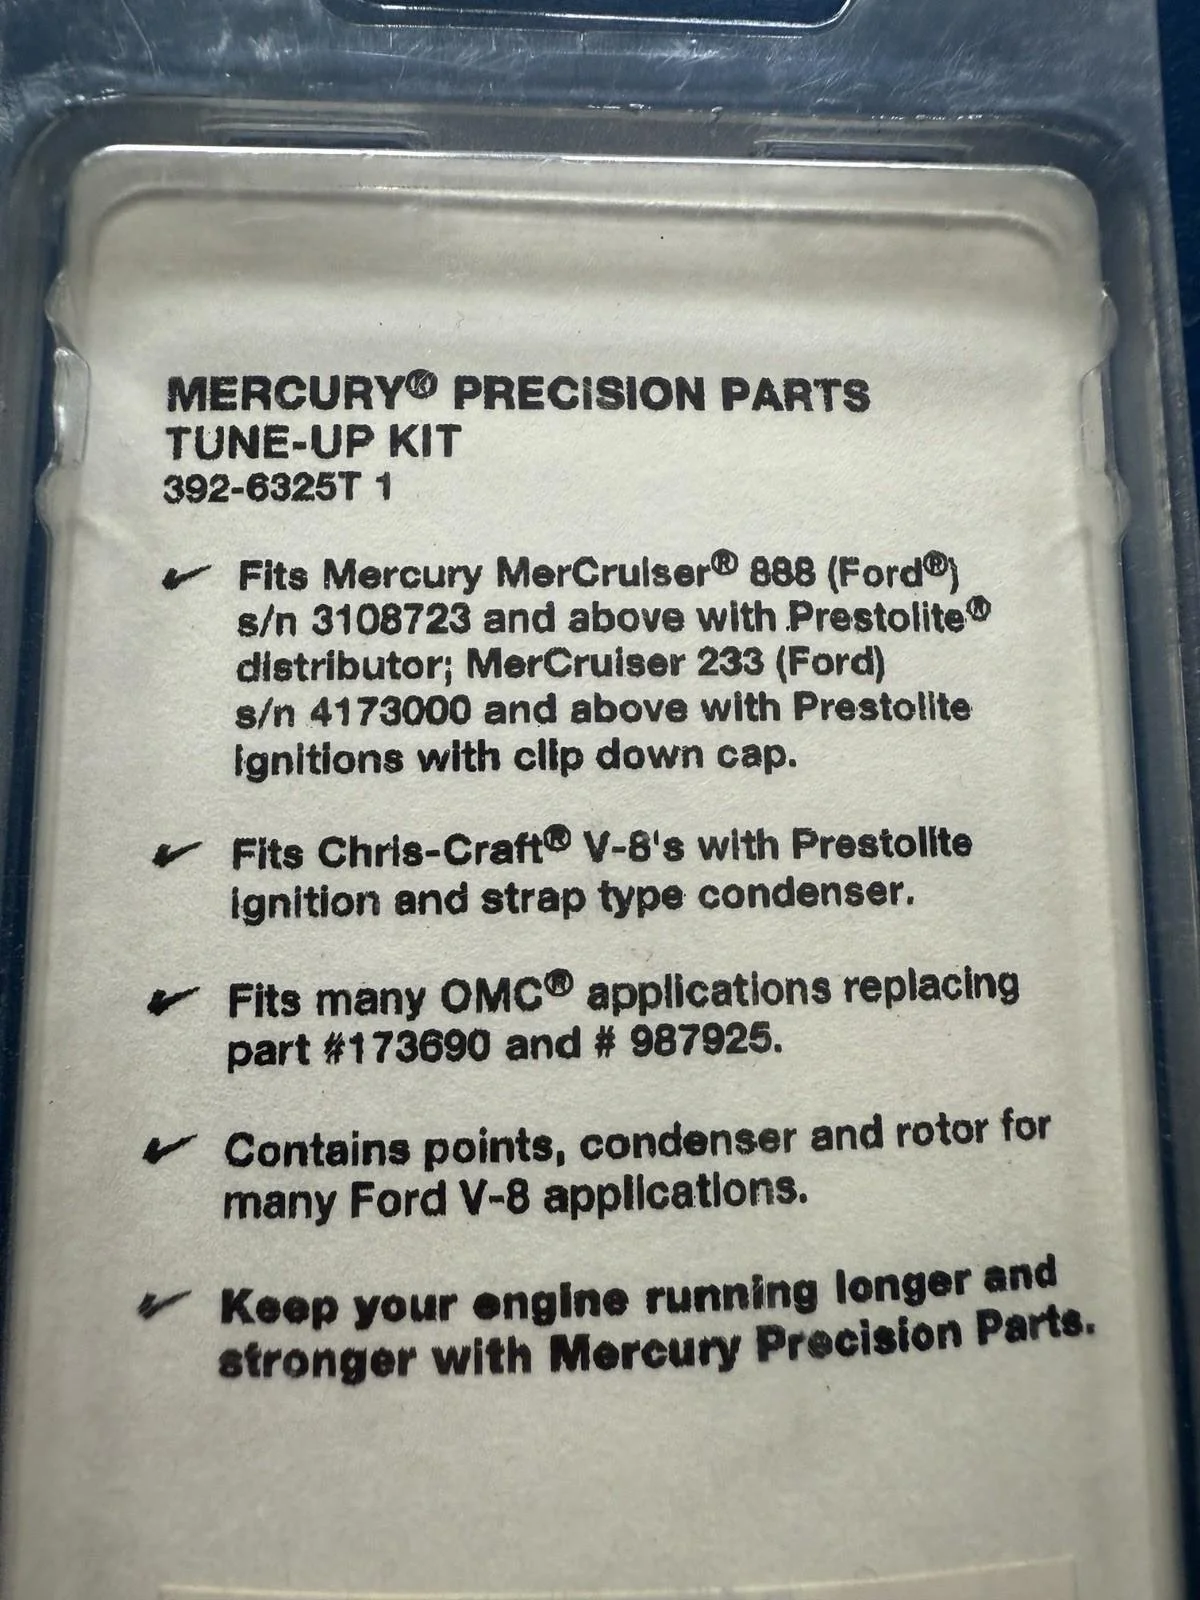 MERCURY® PRECISION PARTS
TUNE-UP KIT
392-6325T 1
✓ Fits Mercury MerCruiser® 888 (Ford®)
s/n 3108723 and above with Prestolite®
distributor; MerCruiser 233 (Ford)
s/n 4173000 and above with Prestolite
ignitions with clip down cap.
✓ Fits Chris-Craft® V-8's with Prestolite
ignition and strap type condenser.
✓ Fits many OMC® applications replacing
part #173690 and # 987925.
✓ Contains points, condenser and rotor for
many Ford V-8 applications.
✓ Keep your engine running longer and
stronger with Mercury Precision Parts.